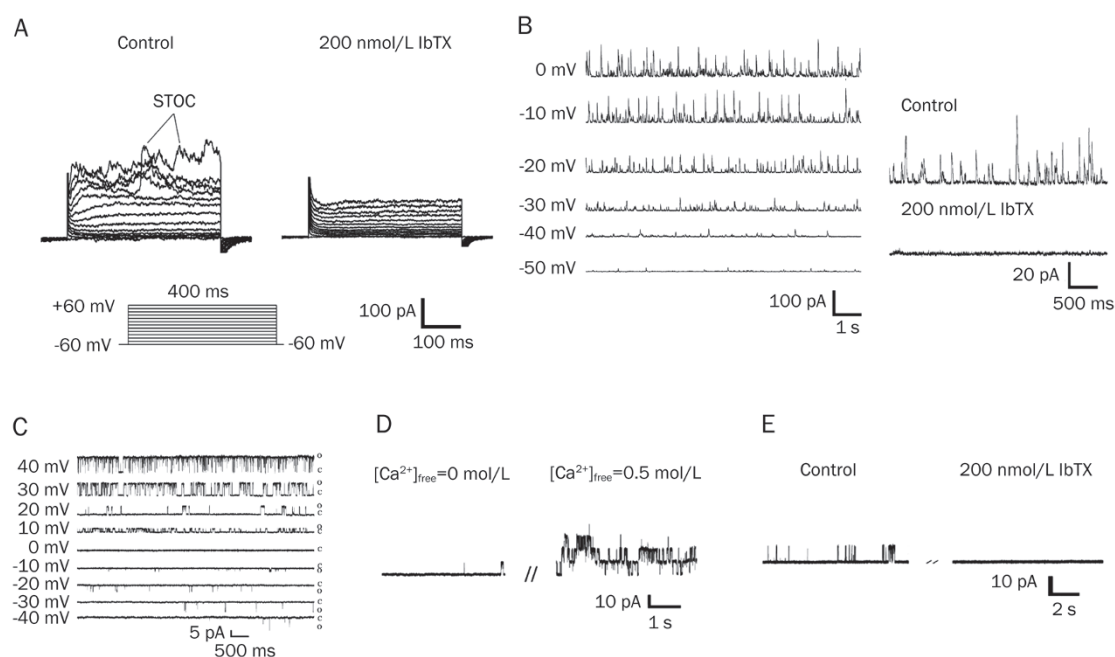 A
Control
200 nmol/L IbTX
STOC
400 ms
+60 mV
-60 mV
-60 mV
100 pA
100 ms
B
0 mV
-10 mV
-20 mV
-30 mV
-40 mV
-50 mV
100 pA
1 s
Control
200 nmol/L IbTX
20 pA
500 ms
C
40 mV
o
c
30 mV
o
c
20 mV
o
c
10 mV
o
c
0 mV
c
-10 mV
c
o
-20 mV
c
o
-30 mV
c
o
-40 mV
c
o
5 pA
500 ms
D
[Ca²⁺]free=0 mol/L
[Ca²⁺]free=0.5 mol/L
//
10 pA
1 s
E
Control
200 nmol/L IbTX
//
10 pA
2 s